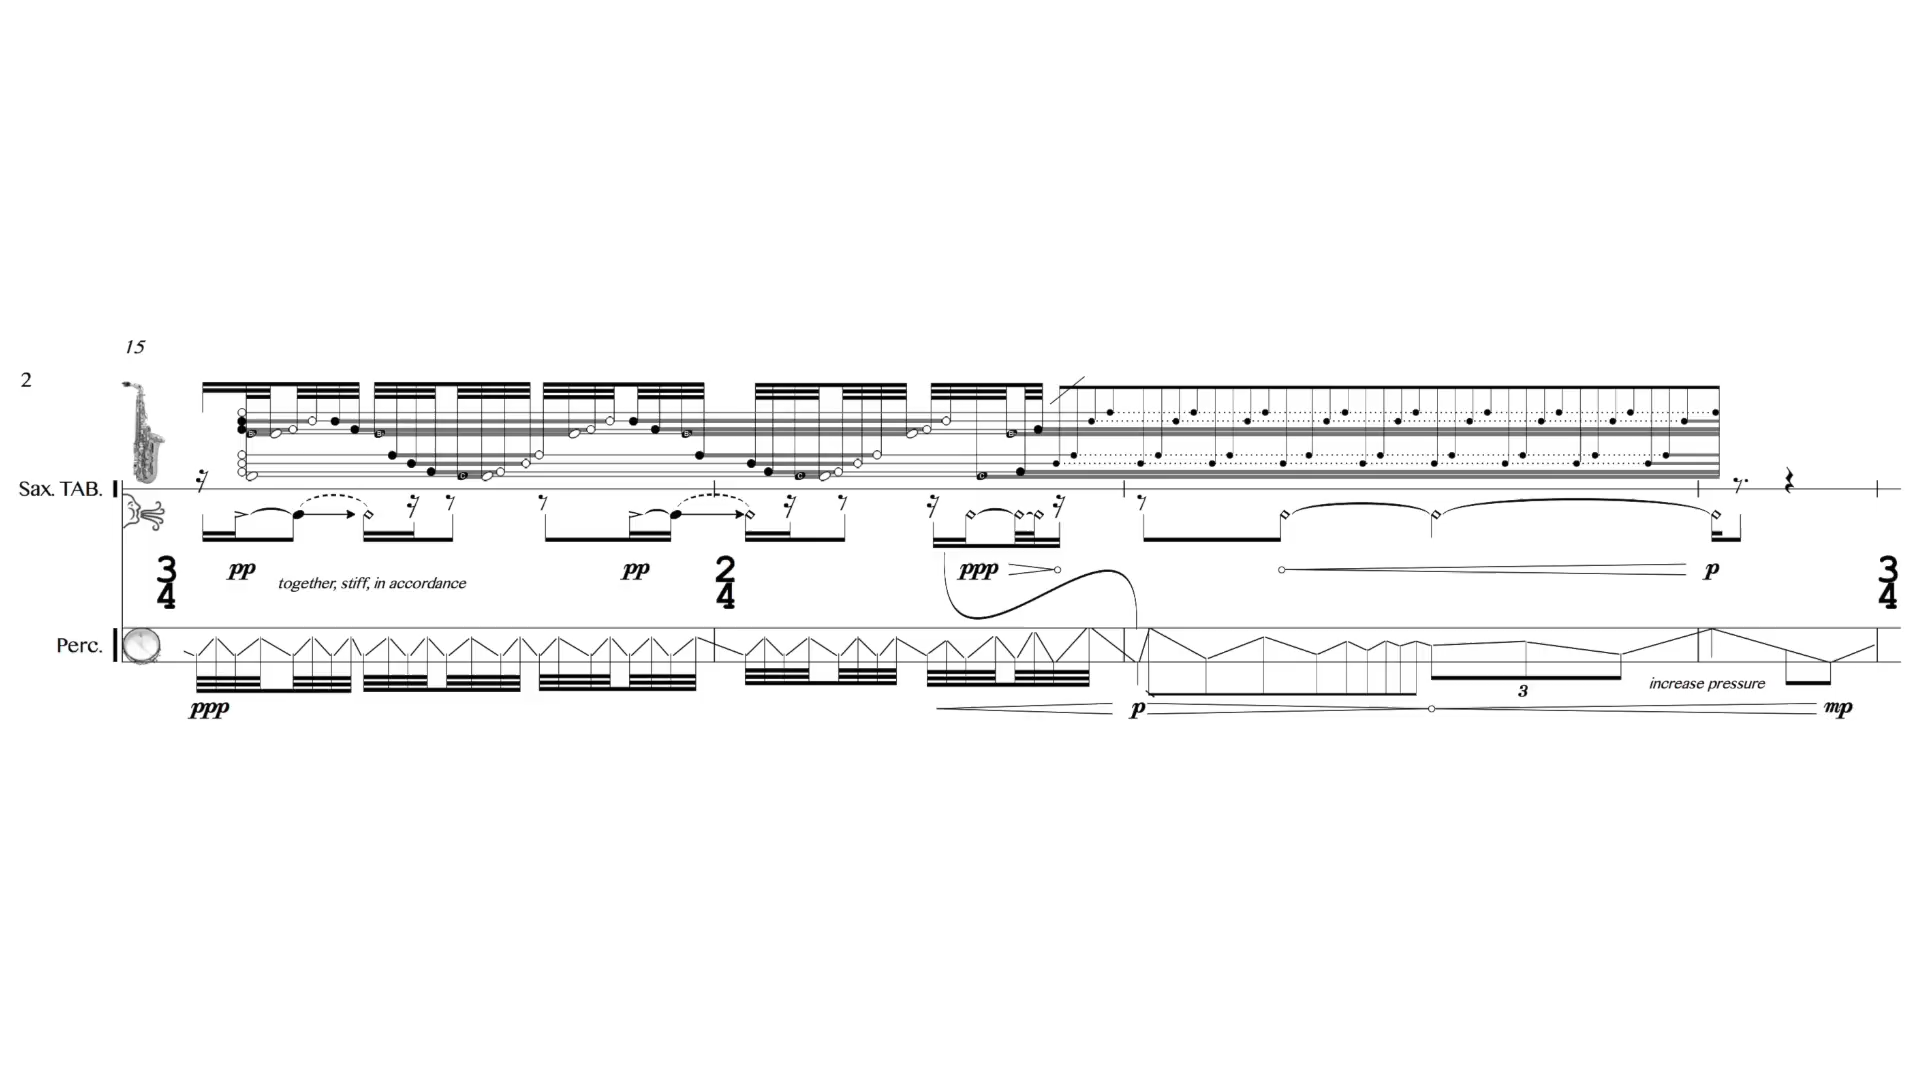 15
2
Sax. TAB.
3
4
pp
together, stiff, in accordance
pp
2
4
ppp
p
3
4
Perc.
3
increase pressure
ppp
p
mp